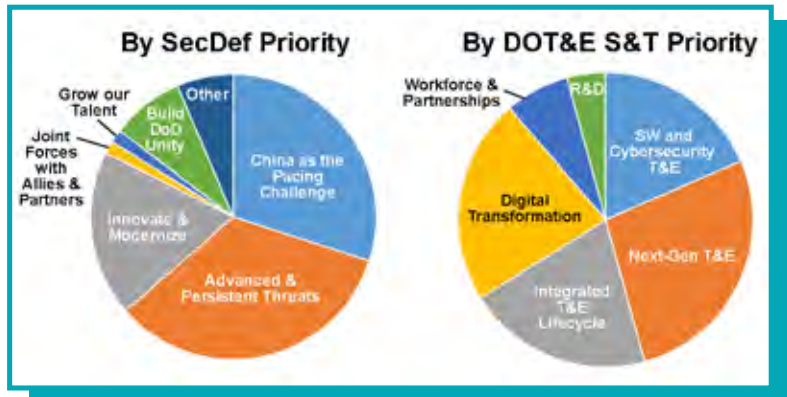 By SecDef Priority
Grow our
Talent
Joint
Forces
with
Allies &
Partners
Build
DoD
Unity
Other
China as the
Pacing
Challenge
Innovate &
Modernize
Advanced &
Persistent Threats
By DOT&E S&T Priority
Workforce &
Partnerships
R&D
SW and
Cybersecurity
T&E
Digital
Transformation
Next-Gen T&E
Integrated
T&E
Lifecycle